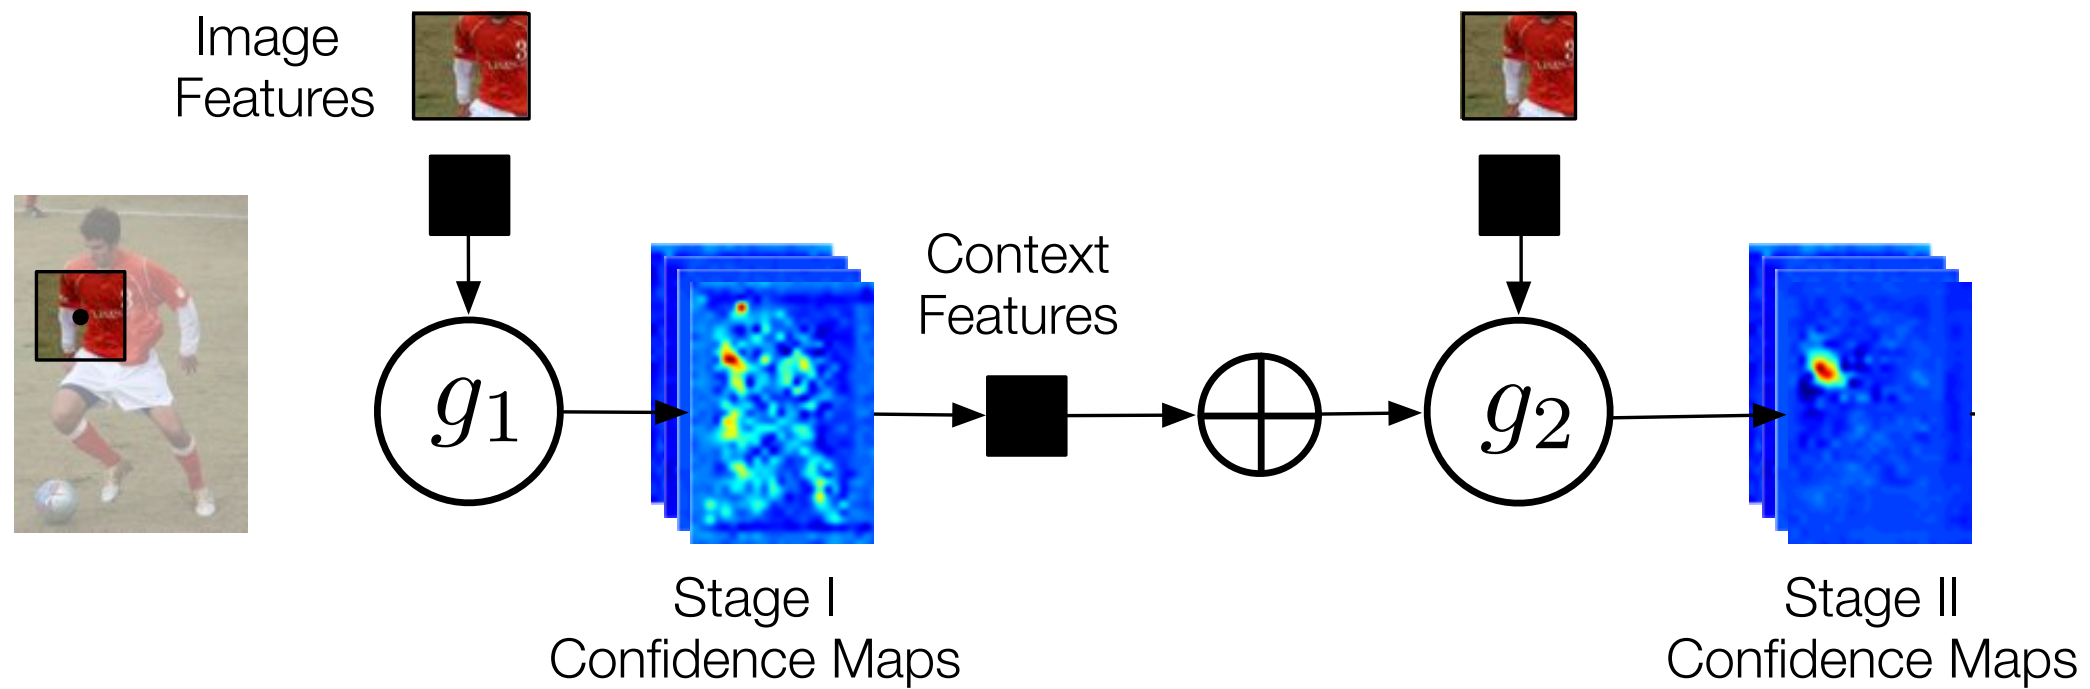 Image
Features
g1
Stage I
Confidence Maps
Context
Features
g2
Stage II
Confidence Maps